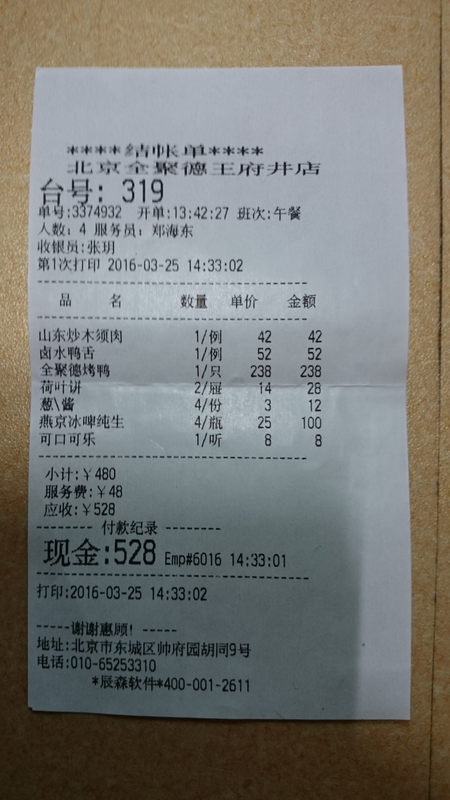 ****结帐单****
北京全聚德王府井店
台号: 319
单号:3374932 开单:13:42:27 班次:午餐
人数: 4 服务员: 郑海东
收银员:张玥
第1次打印 2016-03-25 14:33:02
品 名 数量 单价 金额
山东炒木须肉 1/例 42 42
卤水鸭舌 1/例 52 52
全聚德烤鸭 1/只 238 238
荷叶饼 2/屉 14 28
葱\酱 4/份 3 12
燕京冰啤纯生 4/瓶 25 100
可口可乐 1/听 8 8
小计:￥480
服务费:￥48
应收:￥528
-------- 付款纪录 --------
现金:528 Emp#6016 14:33:01
打印:2016-03-25 14:33:02
-----谢谢惠顾! -----
地址:北京市东城区帅府园胡同9号
电话:010-65253310
*辰森软件*400-001-2611